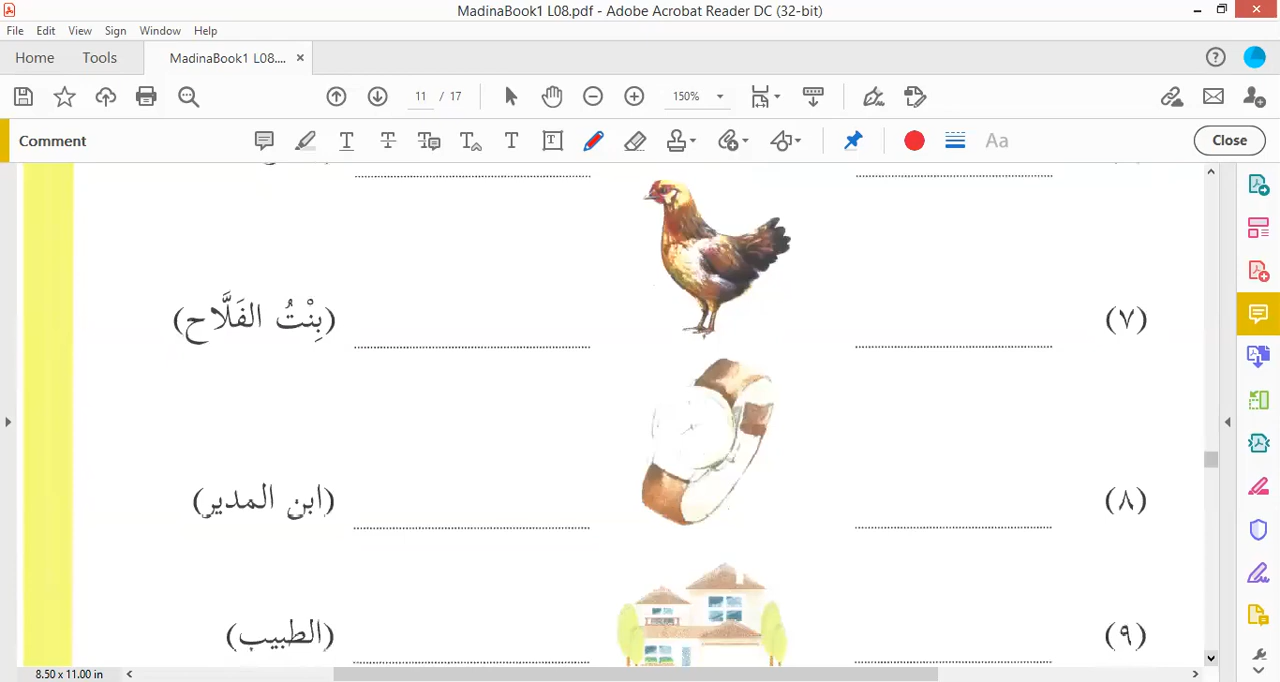 MadinaBook1 L08.pdf - Adobe Acrobat Reader DC (32-bit)
File Edit View Sign Window Help
Home Tools MadinaBook1 L08.... ×
11 / 17 150%
Comment Aa Close
(٧) (بِنْتُ الفَلَّاح)
(٨) (ابن المدير)
(٩) (الطبيب)
8.50 x 11.00 in